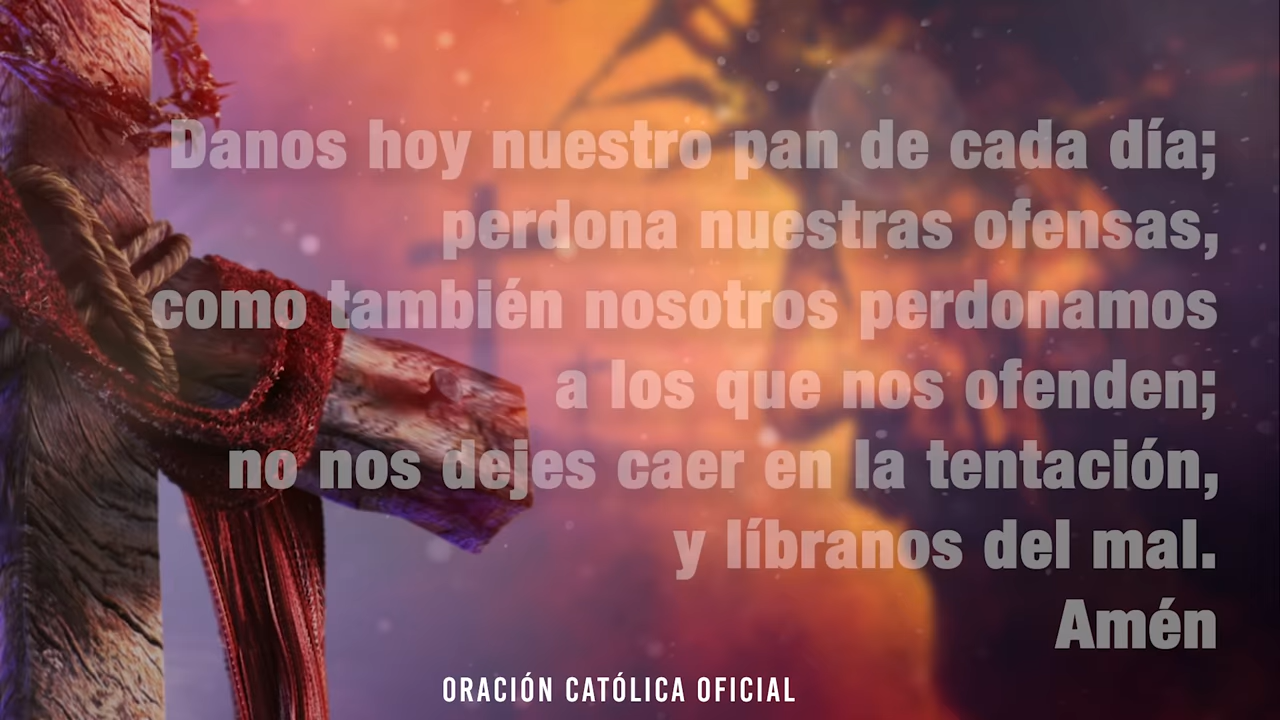 Danos hoy nuestro pan de cada día;
perdona nuestras ofensas,
como también nosotros perdonamos
a los que nos ofenden;
no nos dejes caer en la tentación,
y líbranos del mal.
Amén
ORACIÓN CATÓLICA OFICIAL